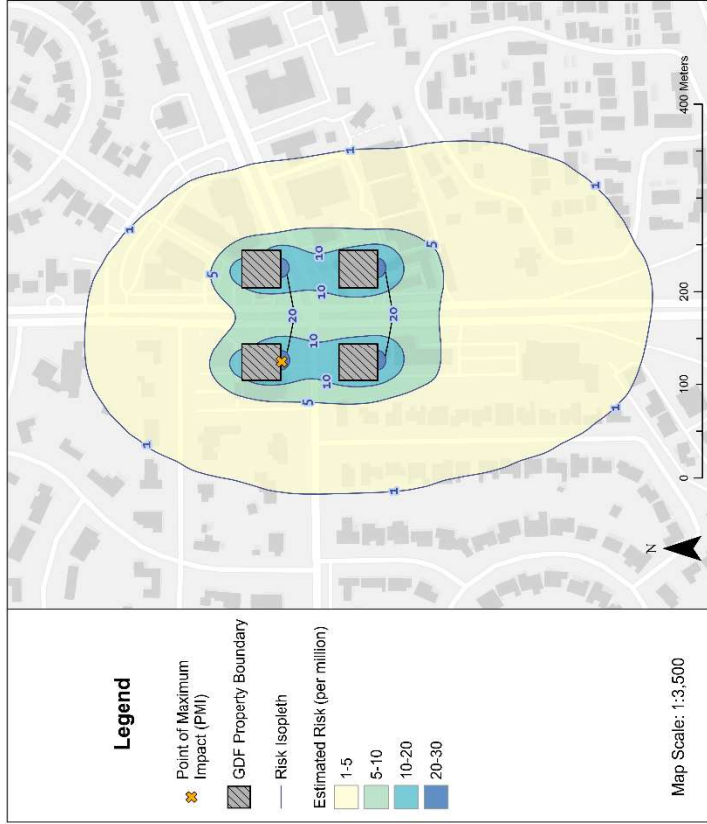 Legend
Point of Maximum
Impact (PMI)
GDF Property Boundary
Risk Isopleth
Estimated Risk (per million)
1-5
5-10
10-20
20-30
Map Scale: 1:3,500
1
1
5
5
10
10
10
10
20
20
5
5
1
1
1
1
N
0
100
200
400 Meters